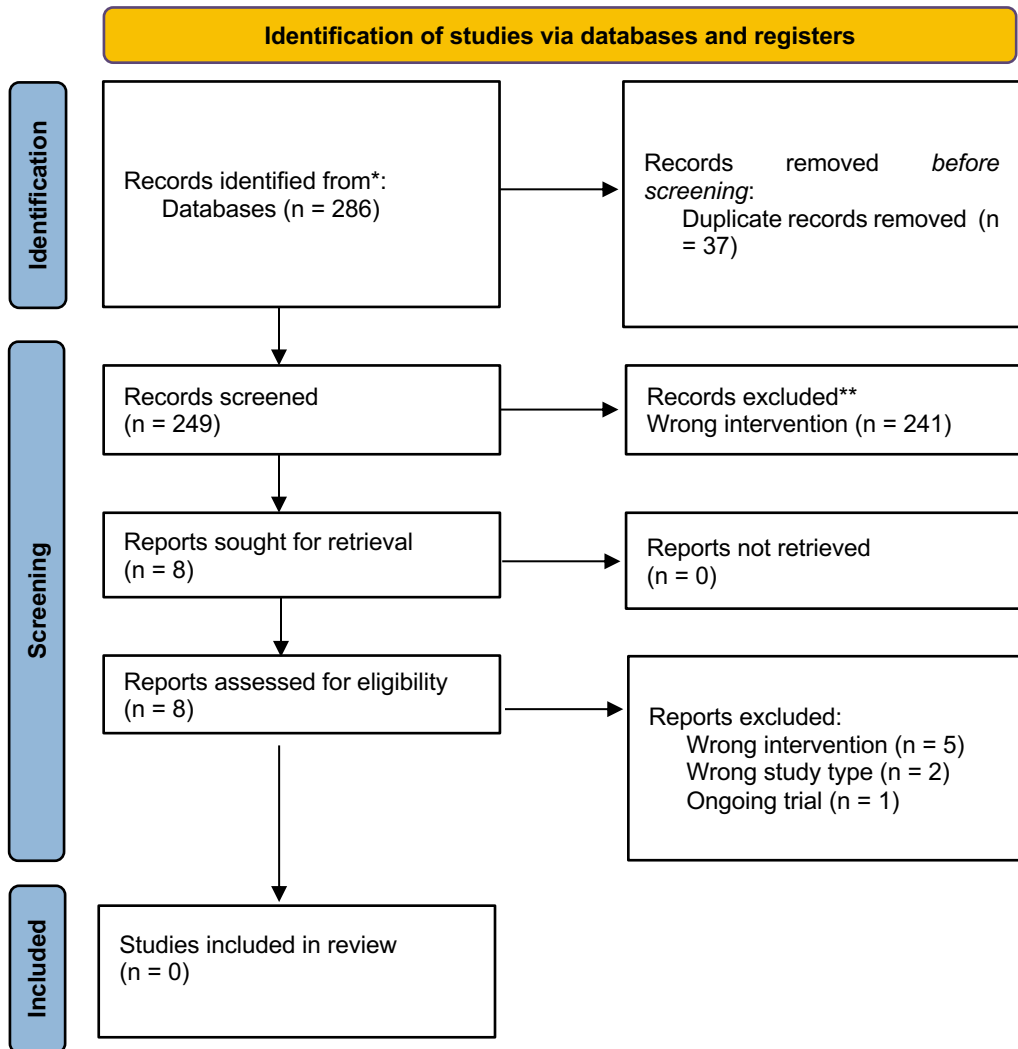 Identification of studies via databases and registers
Identification
Records identified from*:
Databases (n = 286)
Records removed before
screening:
Duplicate records removed (n
= 37)
Screening
Records screened
(n = 249)
Records excluded**
Wrong intervention (n = 241)
Reports sought for retrieval
(n = 8)
Reports not retrieved
(n = 0)
Reports assessed for eligibility
(n = 8)
Reports excluded:
Wrong intervention (n = 5)
Wrong study type (n = 2)
Ongoing trial (n = 1)
Included
Studies included in review
(n = 0)